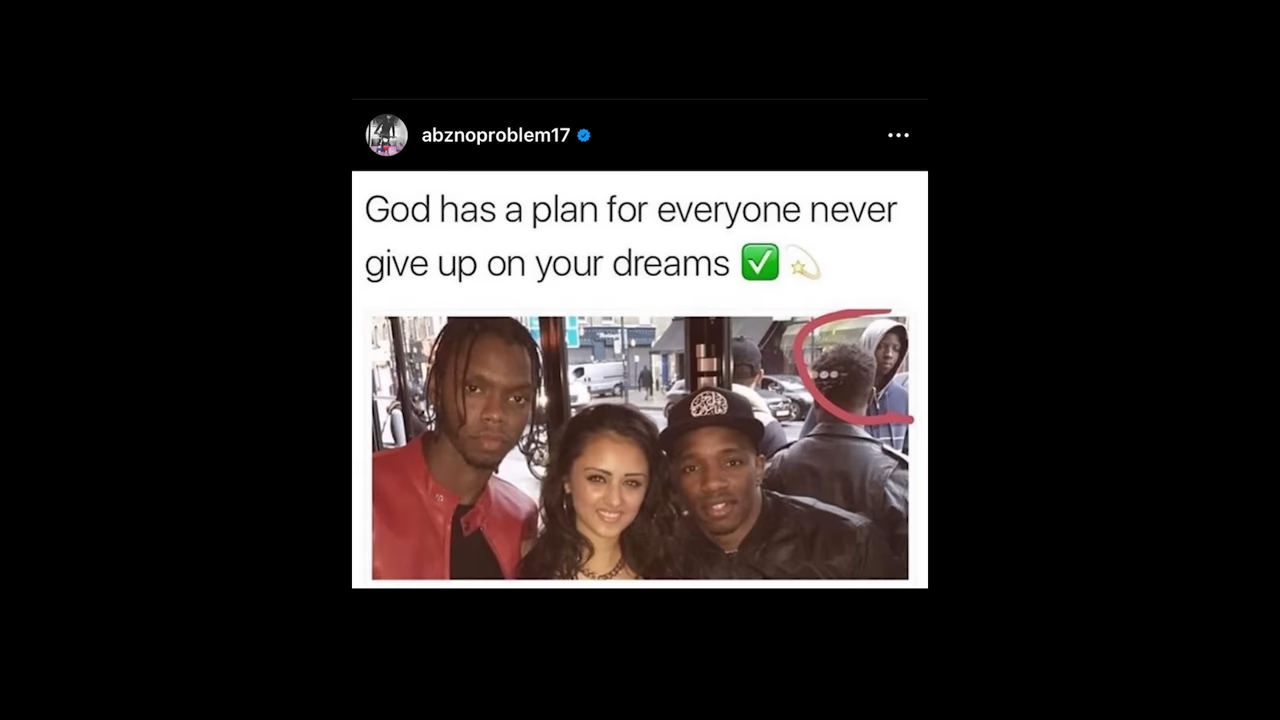 abznoproblem17
God has a plan for everyone never
give up on your dreams ✅ 💫